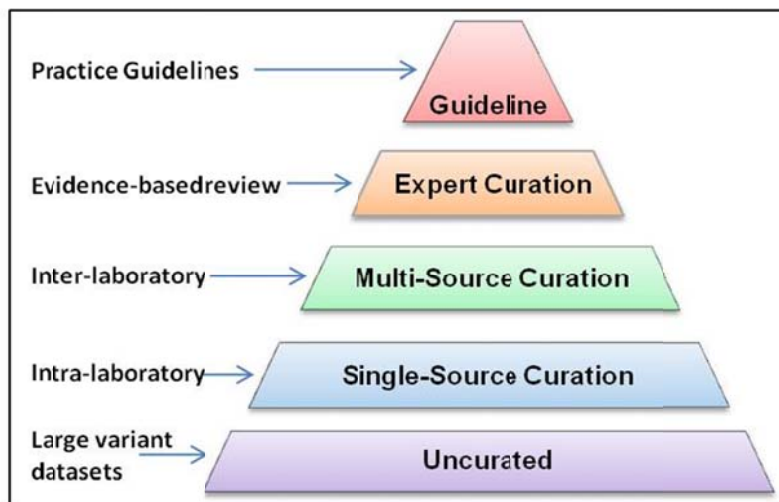 Practice Guidelines
Guideline
Evidence-basedreview
Expert Curation
Inter-laboratory
Multi-Source Curation
Intra-laboratory
Single-Source Curation
Large variant
datasets
Uncurated